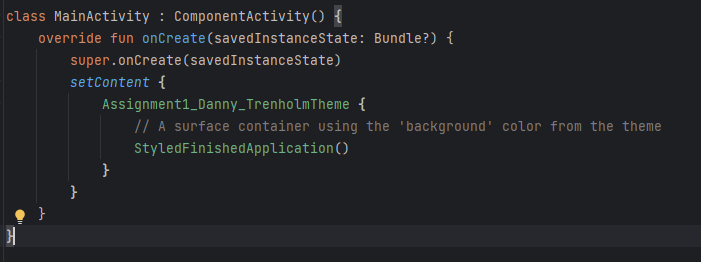 class MainActivity : ComponentActivity() {
    override fun onCreate(savedInstanceState: Bundle?) {
        super.onCreate(savedInstanceState)
        setContent {
            Assignment1_Danny_TrenholmTheme {
                // A surface container using the 'background' color from the theme
                StyledFinishedApplication()
            }
        }
    }
}